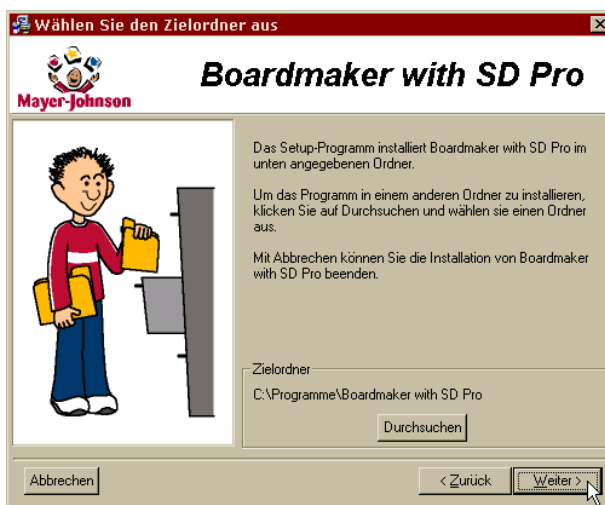 Wählen Sie den Zielordner aus
Mayer-Johnson
Boardmaker with SD Pro
Das Setup-Programm installiert Boardmaker with SD Pro im
unten angegebenen Ordner.
Um das Programm in einem anderen Ordner zu installieren,
klicken Sie auf Durchsuchen und wählen sie einen Ordner
aus.
Mit Abbrechen können Sie die Installation von Boardmaker
with SD Pro beenden.
Zielordner
C:\Programme\Boardmaker with SD Pro
Durchsuchen
Abbrechen
< Zurück
Weiter >